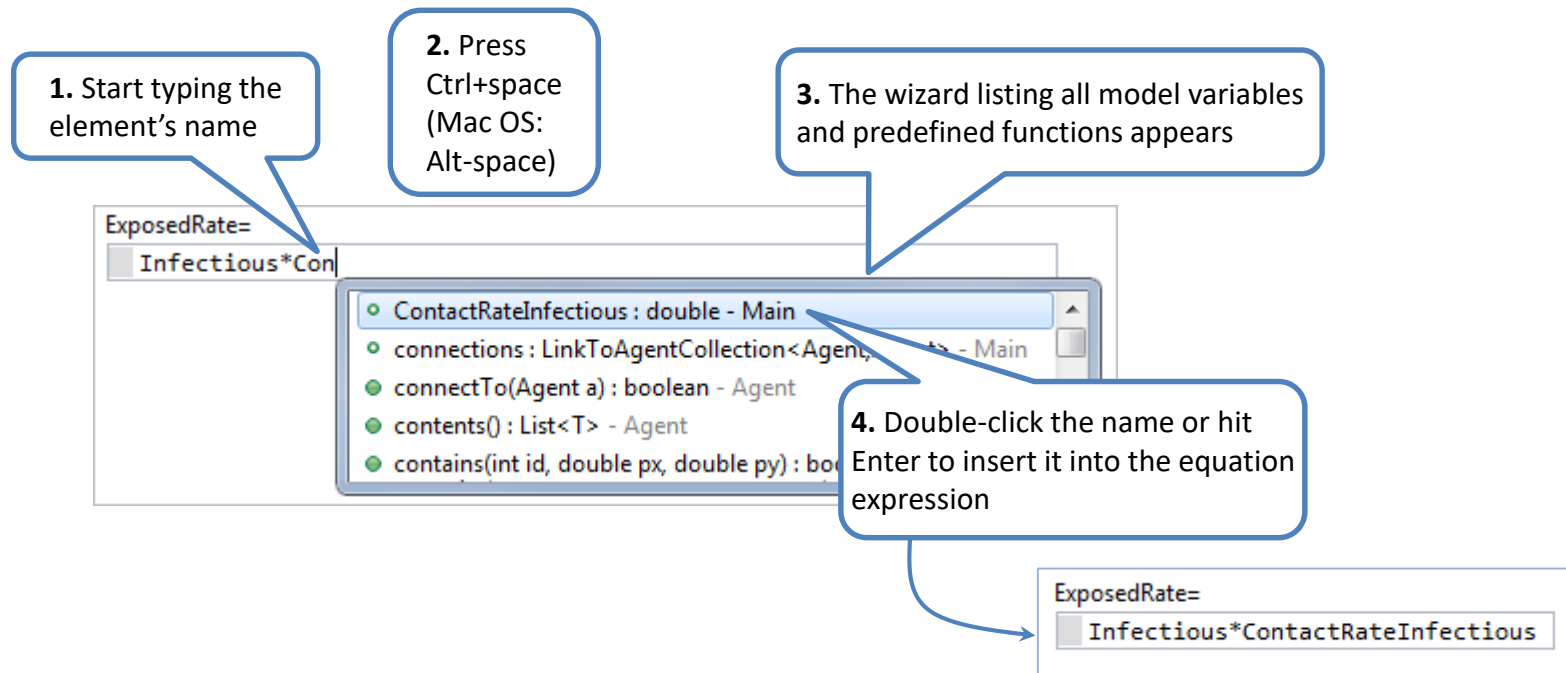 1. Start typing the
element's name
2. Press
Ctrl+space
(Mac OS:
Alt-space)
3. The wizard listing all model variables
and predefined functions appears
ExposedRate=
Infectious*Con
ContactRateInfectious : double - Main
connections : LinkToAgentCollection<Agent, - Main
connectTo(Agent a) : boolean - Agent
contents() : List<T> - Agent
contains(int id, double px, double py) :
4. Double-click the name or hit
Enter to insert it into the equation
expression
ExposedRate=
Infectious*ContactRateInfectious